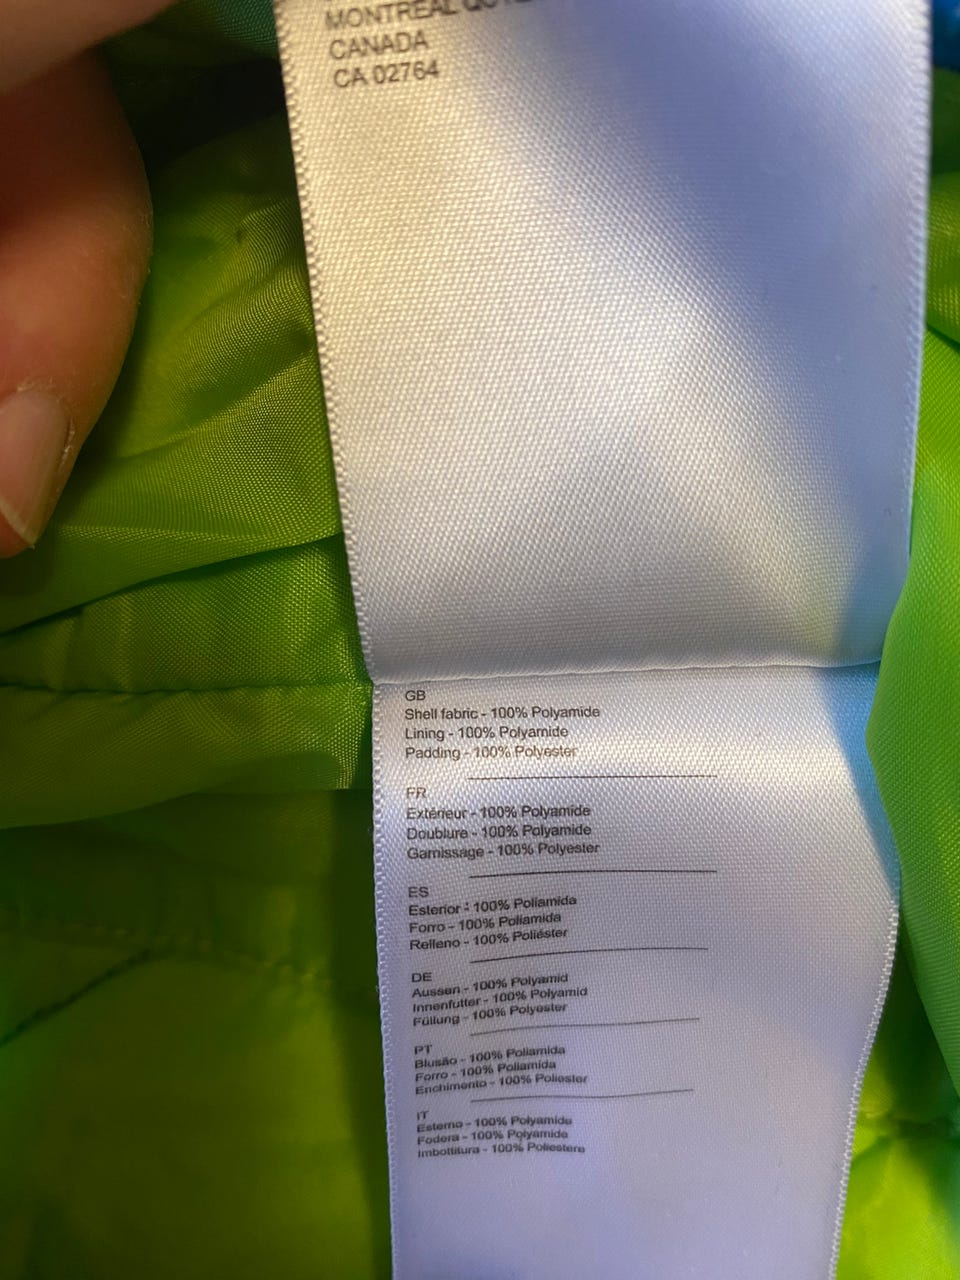 MONTREAL
CANADA
CA 02764
GB
Shell fabric - 100% Polyamide
Lining - 100% Polyamide
Padding - 100% Polyester
FR
Extérieur - 100% Polyamide
Doublure - 100% Polyamide
Garnissage - 100% Polyester
ES
Esterior : 100% Poliamida
Forro - 100% Poliamida
Relleno - 100% Poliéster
DE
Aussen - 100% Polyamid
Innenfutter - 100% Polyamid
Füllung - 100% Polyester
PT
Blusão - 100% Poliamida
Forro - 100% Poliamida
Enchimento - 100% Poliester
IT
Esterno - 100% Polyamide
Fodera - 100% Polyamide
Imbottitura - 100% Poliestere